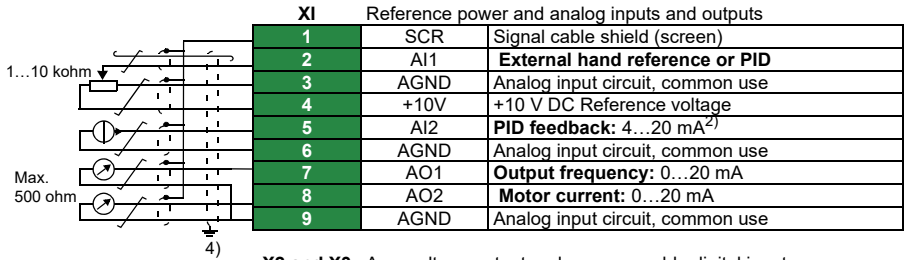 XI Reference power and analog inputs and outputs
1 SCR Signal cable shield (screen)
2 AI1 External hand reference or PID
1…10 kohm
3 AGND Analog input circuit, common use
4 +10V +10 V DC Reference voltage
5 AI2 PID feedback: 4…20 mA2)
6 AGND Analog input circuit, common use
7 AO1 Output frequency: 0…20 mA
Max.
500 ohm
8 AO2 Motor current: 0…20 mA
9 AGND Analog input circuit, common use
4)